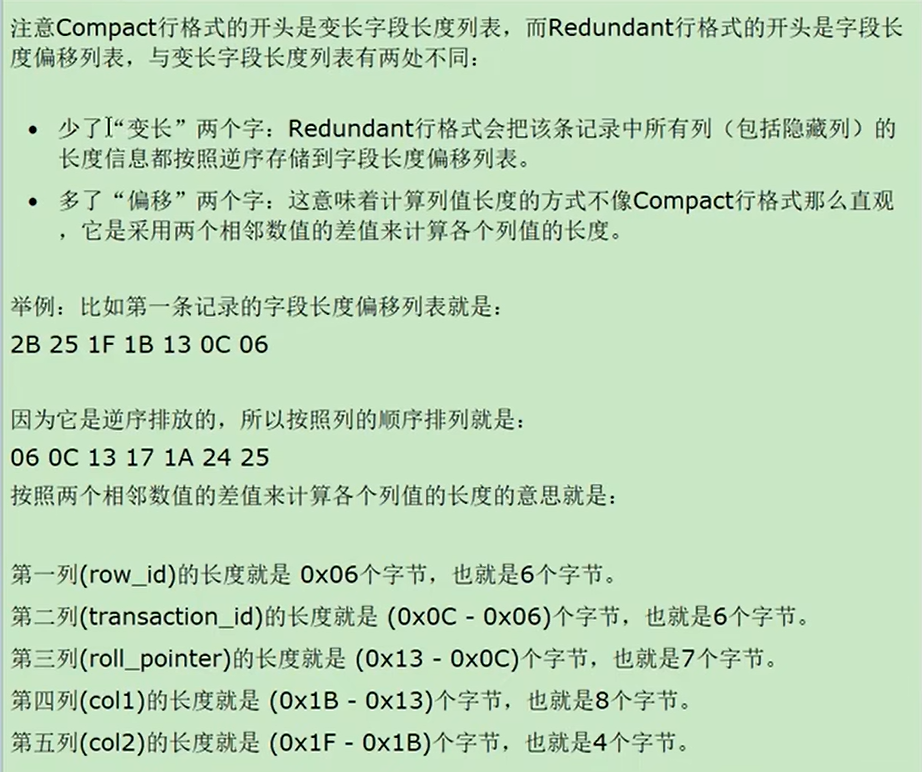 注意Compact行格式的开头是变长字段长度列表，而Redundant行格式的开头是字段长
度偏移列表，与变长字段长度列表有两处不同：
• 少了“变长”两个字：Redundant行格式会把该条记录中所有列（包括隐藏列）的
长度信息都按照逆序存储到字段长度偏移列表。
• 多了“偏移”两个字：这意味着计算列值长度的方式不像Compact行格式那么直观
，它是采用两个相邻数值的差值来计算各个列值的长度。
举例：比如第一条记录的字段长度偏移列表就是：
2B 25 1F 1B 13 0C 06
因为它是逆序排放的，所以按照列的顺序排列就是：
06 0C 13 17 1A 24 25
按照两个相邻数值的差值来计算各个列值的长度的意思就是：
第一列(row_id)的长度就是 0x06个字节，也就是6个字节。
第二列(transaction_id)的长度就是 (0x0C - 0x06)个字节，也就是6个字节。
第三列(roll_pointer)的长度就是 (0x13 - 0x0C)个字节，也就是7个字节。
第四列(col1)的长度就是 (0x1B - 0x13)个字节，也就是8个字节。
第五列(col2)的长度就是 (0x1F - 0x1B)个字节，也就是4个字节。